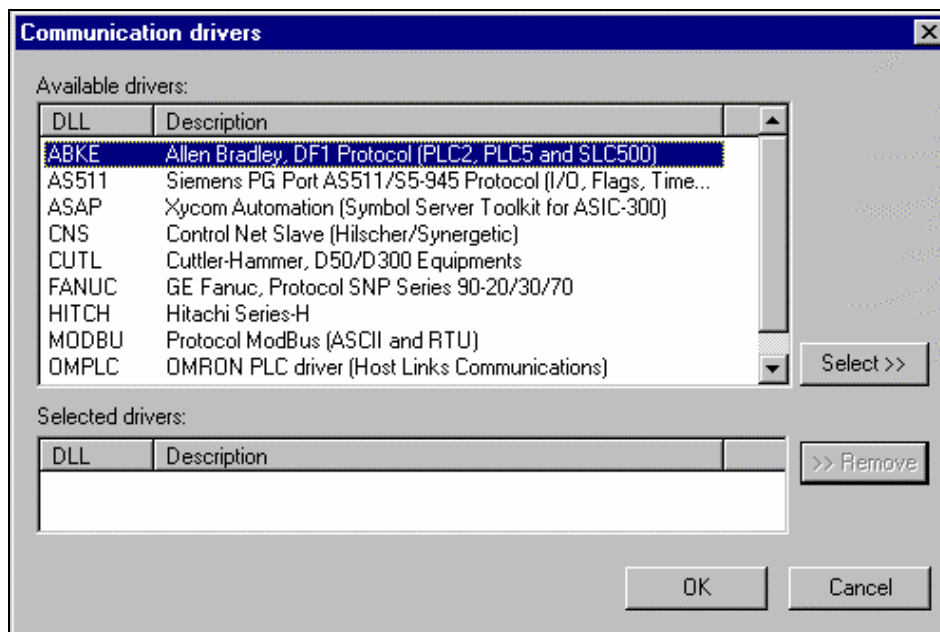 Communication drivers
Available drivers:
DLL Description
ABKE Allen Bradley, DF1 Protocol (PLC2, PLC5 and SLC500)
AS511 Siemens PG Port AS511/S5-945 Protocol (I/O, Flags, Time...
ASAP Xycom Automation (Symbol Server Toolkit for ASIC-300)
CNS Control Net Slave (Hilscher/Synergetic)
CUTL Cuttler-Hammer, D50/D300 Equipments
FANUC GE Fanuc, Protocol SNP Series 90-20/30/70
HITCH Hitachi Series-H
MODBU Protocol ModBus (ASCII and RTU)
OMPLC OMRON PLC driver (Host Links Communications)
Select >>
Selected drivers:
DLL Description
>> Remove
OK Cancel